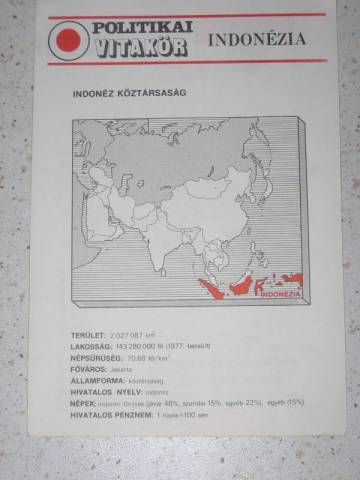 POLITIKAI
VITAKÖR
INDONÉZIA
INDONÉZ KÖZTÁRSASÁG
INDONÉZIA
TERÜLET: 2 027 087 km²
LAKOSSÁG: 143 280 000 fő (1977. becsült)
NÉPSŰRŰSÉG: 70,68 fő/km²
FŐVÁROS: Jakarta
ÁLLAMFORMA: köztársaság
HIVATALOS NYELV: indonéz
NÉPEK: indonéz törzsek (jávai 48%, szundai 15%, egyéb 22%), egyéb (15%)
HIVATALOS PÉNZNEM: 1 rúpia=100 sen